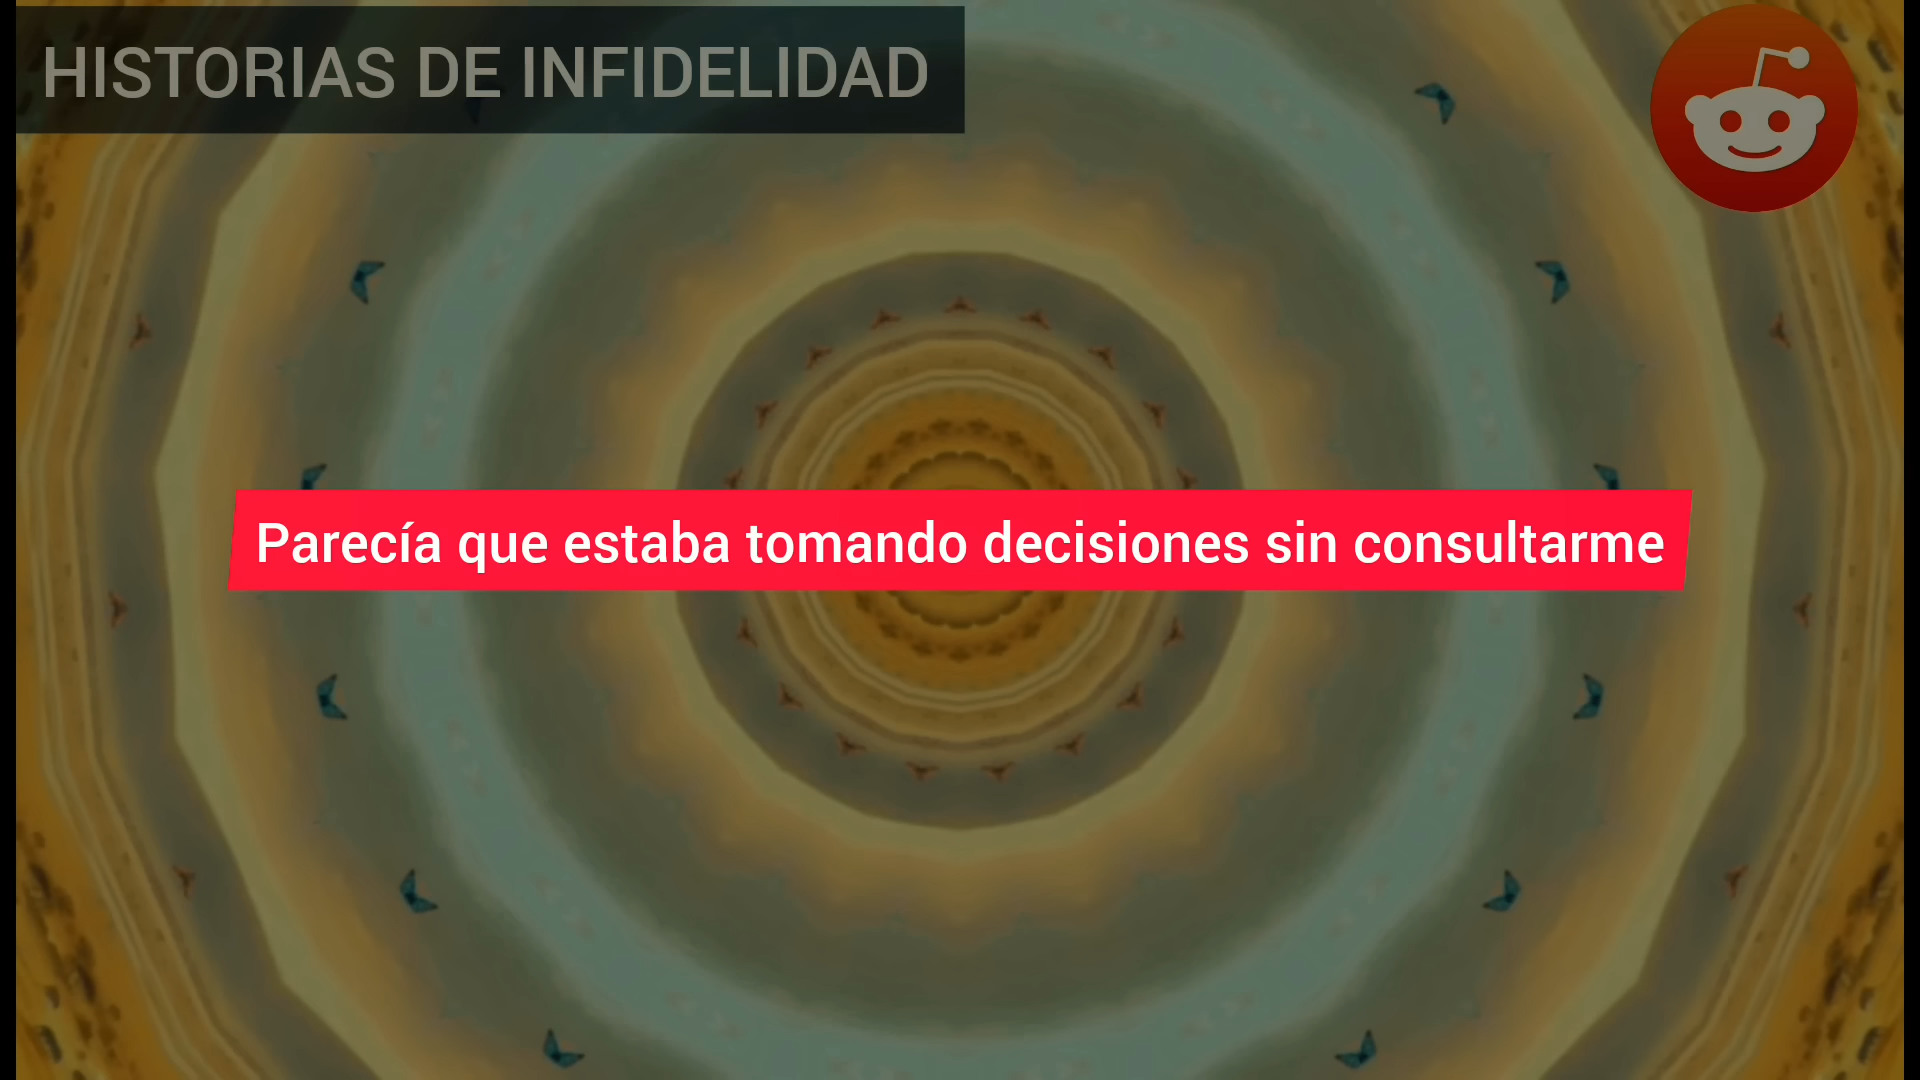 HISTORIAS DE INFIDELIDAD
Parecía que estaba tomando decisiones sin consultarme